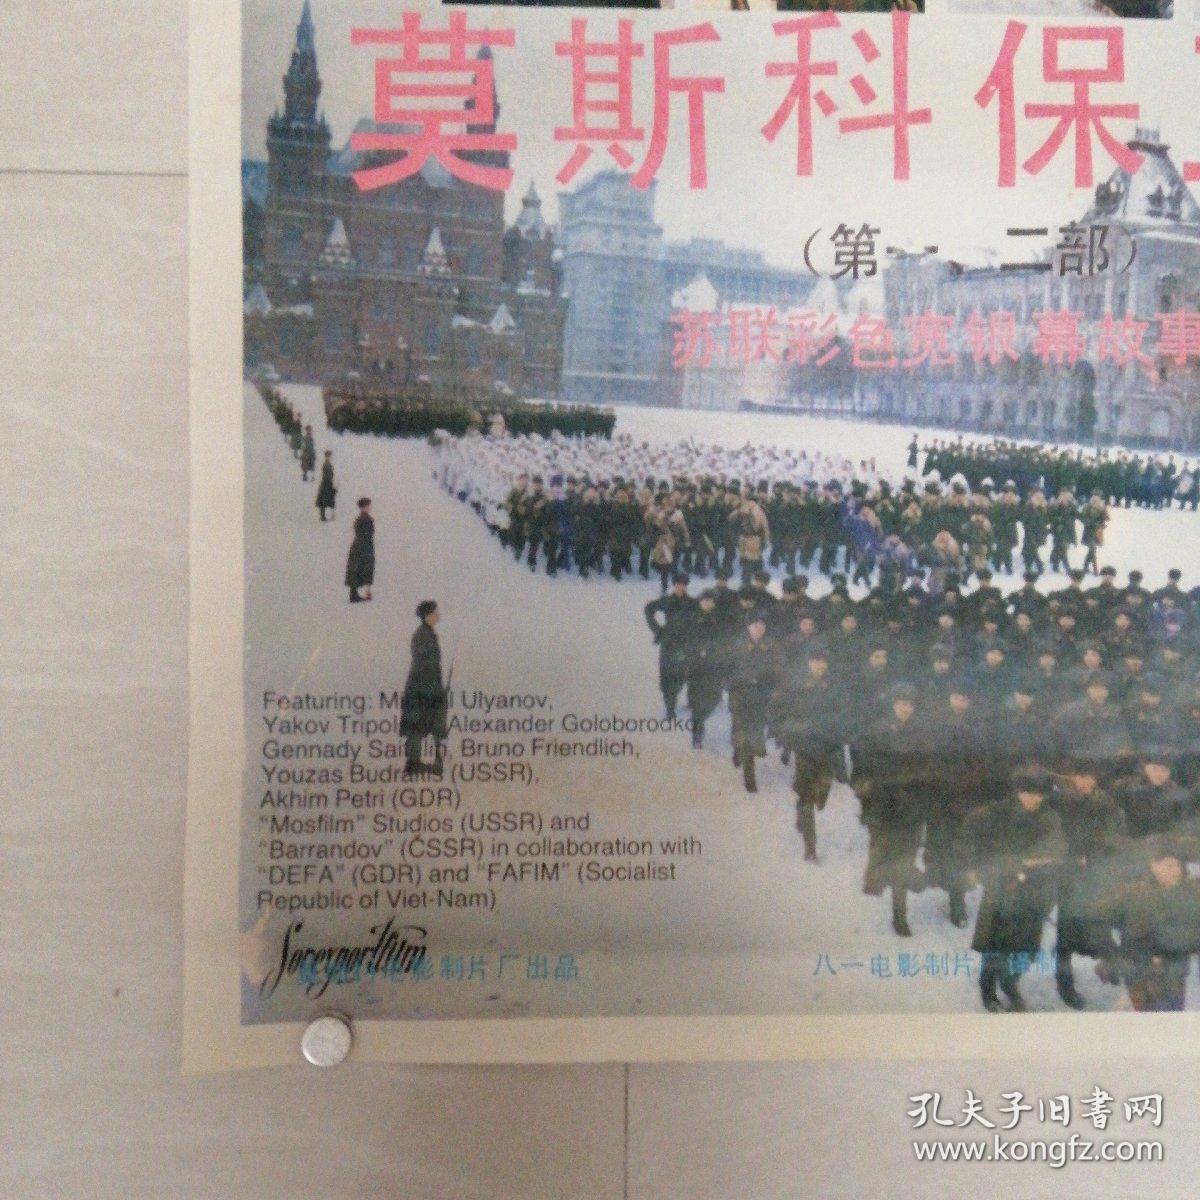 莫斯科保
（第一、二部）
苏联彩色宽银幕故事
Featuring: Michail Ulyanov,
Yakov Tripolsky, Alexander Goloborodko,
Gennady Saifulin, Bruno Friendlich,
Youzas Budraitis (USSR),
Akhim Petri (GDR)
“Mosfilm” Studios (USSR) and
“Barrandov” (CSSR) in collaboration with
“DEFA” (GDR) and “FAFIM” (Socialist
Republic of Viet-Nam)
Sovexportfilm
电影制片厂出品
八一电影制片厂译制
孔夫子旧書网
www.kongfz.com